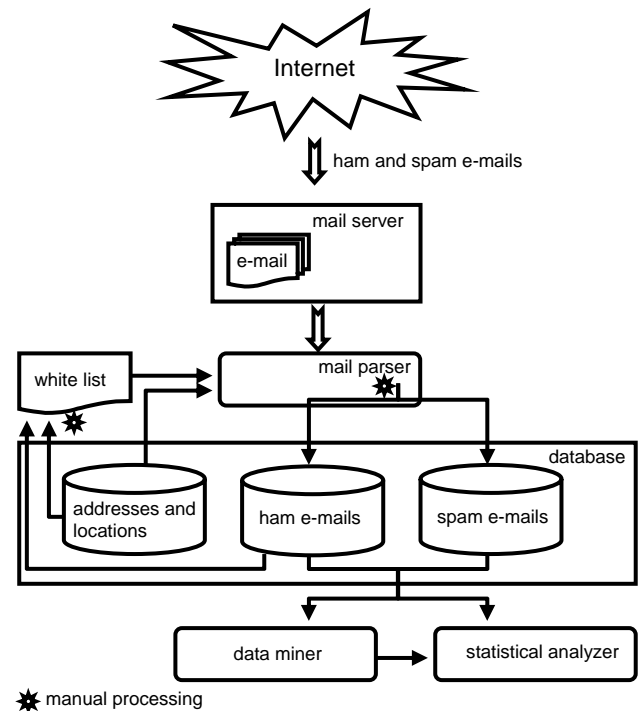 Internet
ham and spam e-mails
mail server
e-mail
mail parser
white list
database
addresses and
locations
ham e-mails
spam e-mails
data miner
statistical analyzer
manual processing